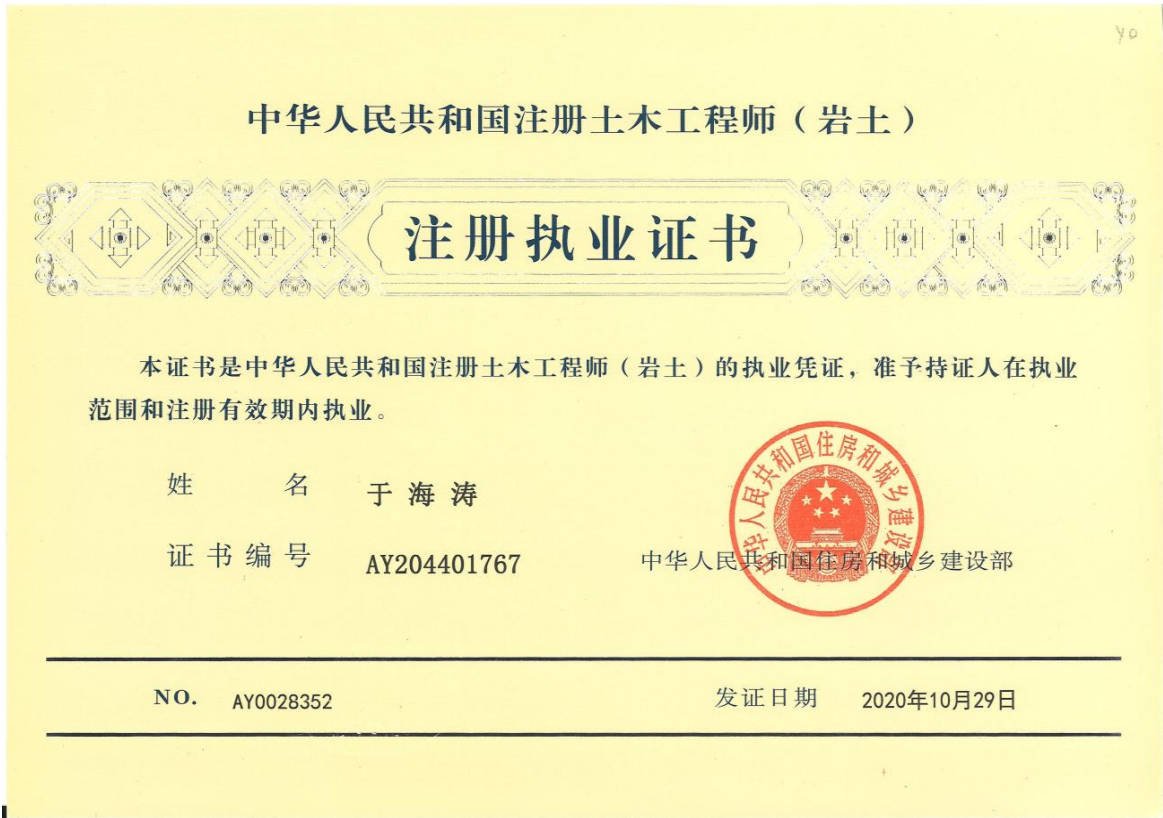 yo
中华人民共和国注册土木工程师（岩土）
注册执业证书
本证书是中华人民共和国注册土木工程师（岩土）的执业凭证，准予持证人在执业
范围和注册有效期内执业。
姓 名 于海涛
证书编号 AY204401767
中华人民共和国住房和城乡建设部
中华人民共和国住房和城乡建设部
NO. AY0028352
发证日期 2020年10月29日